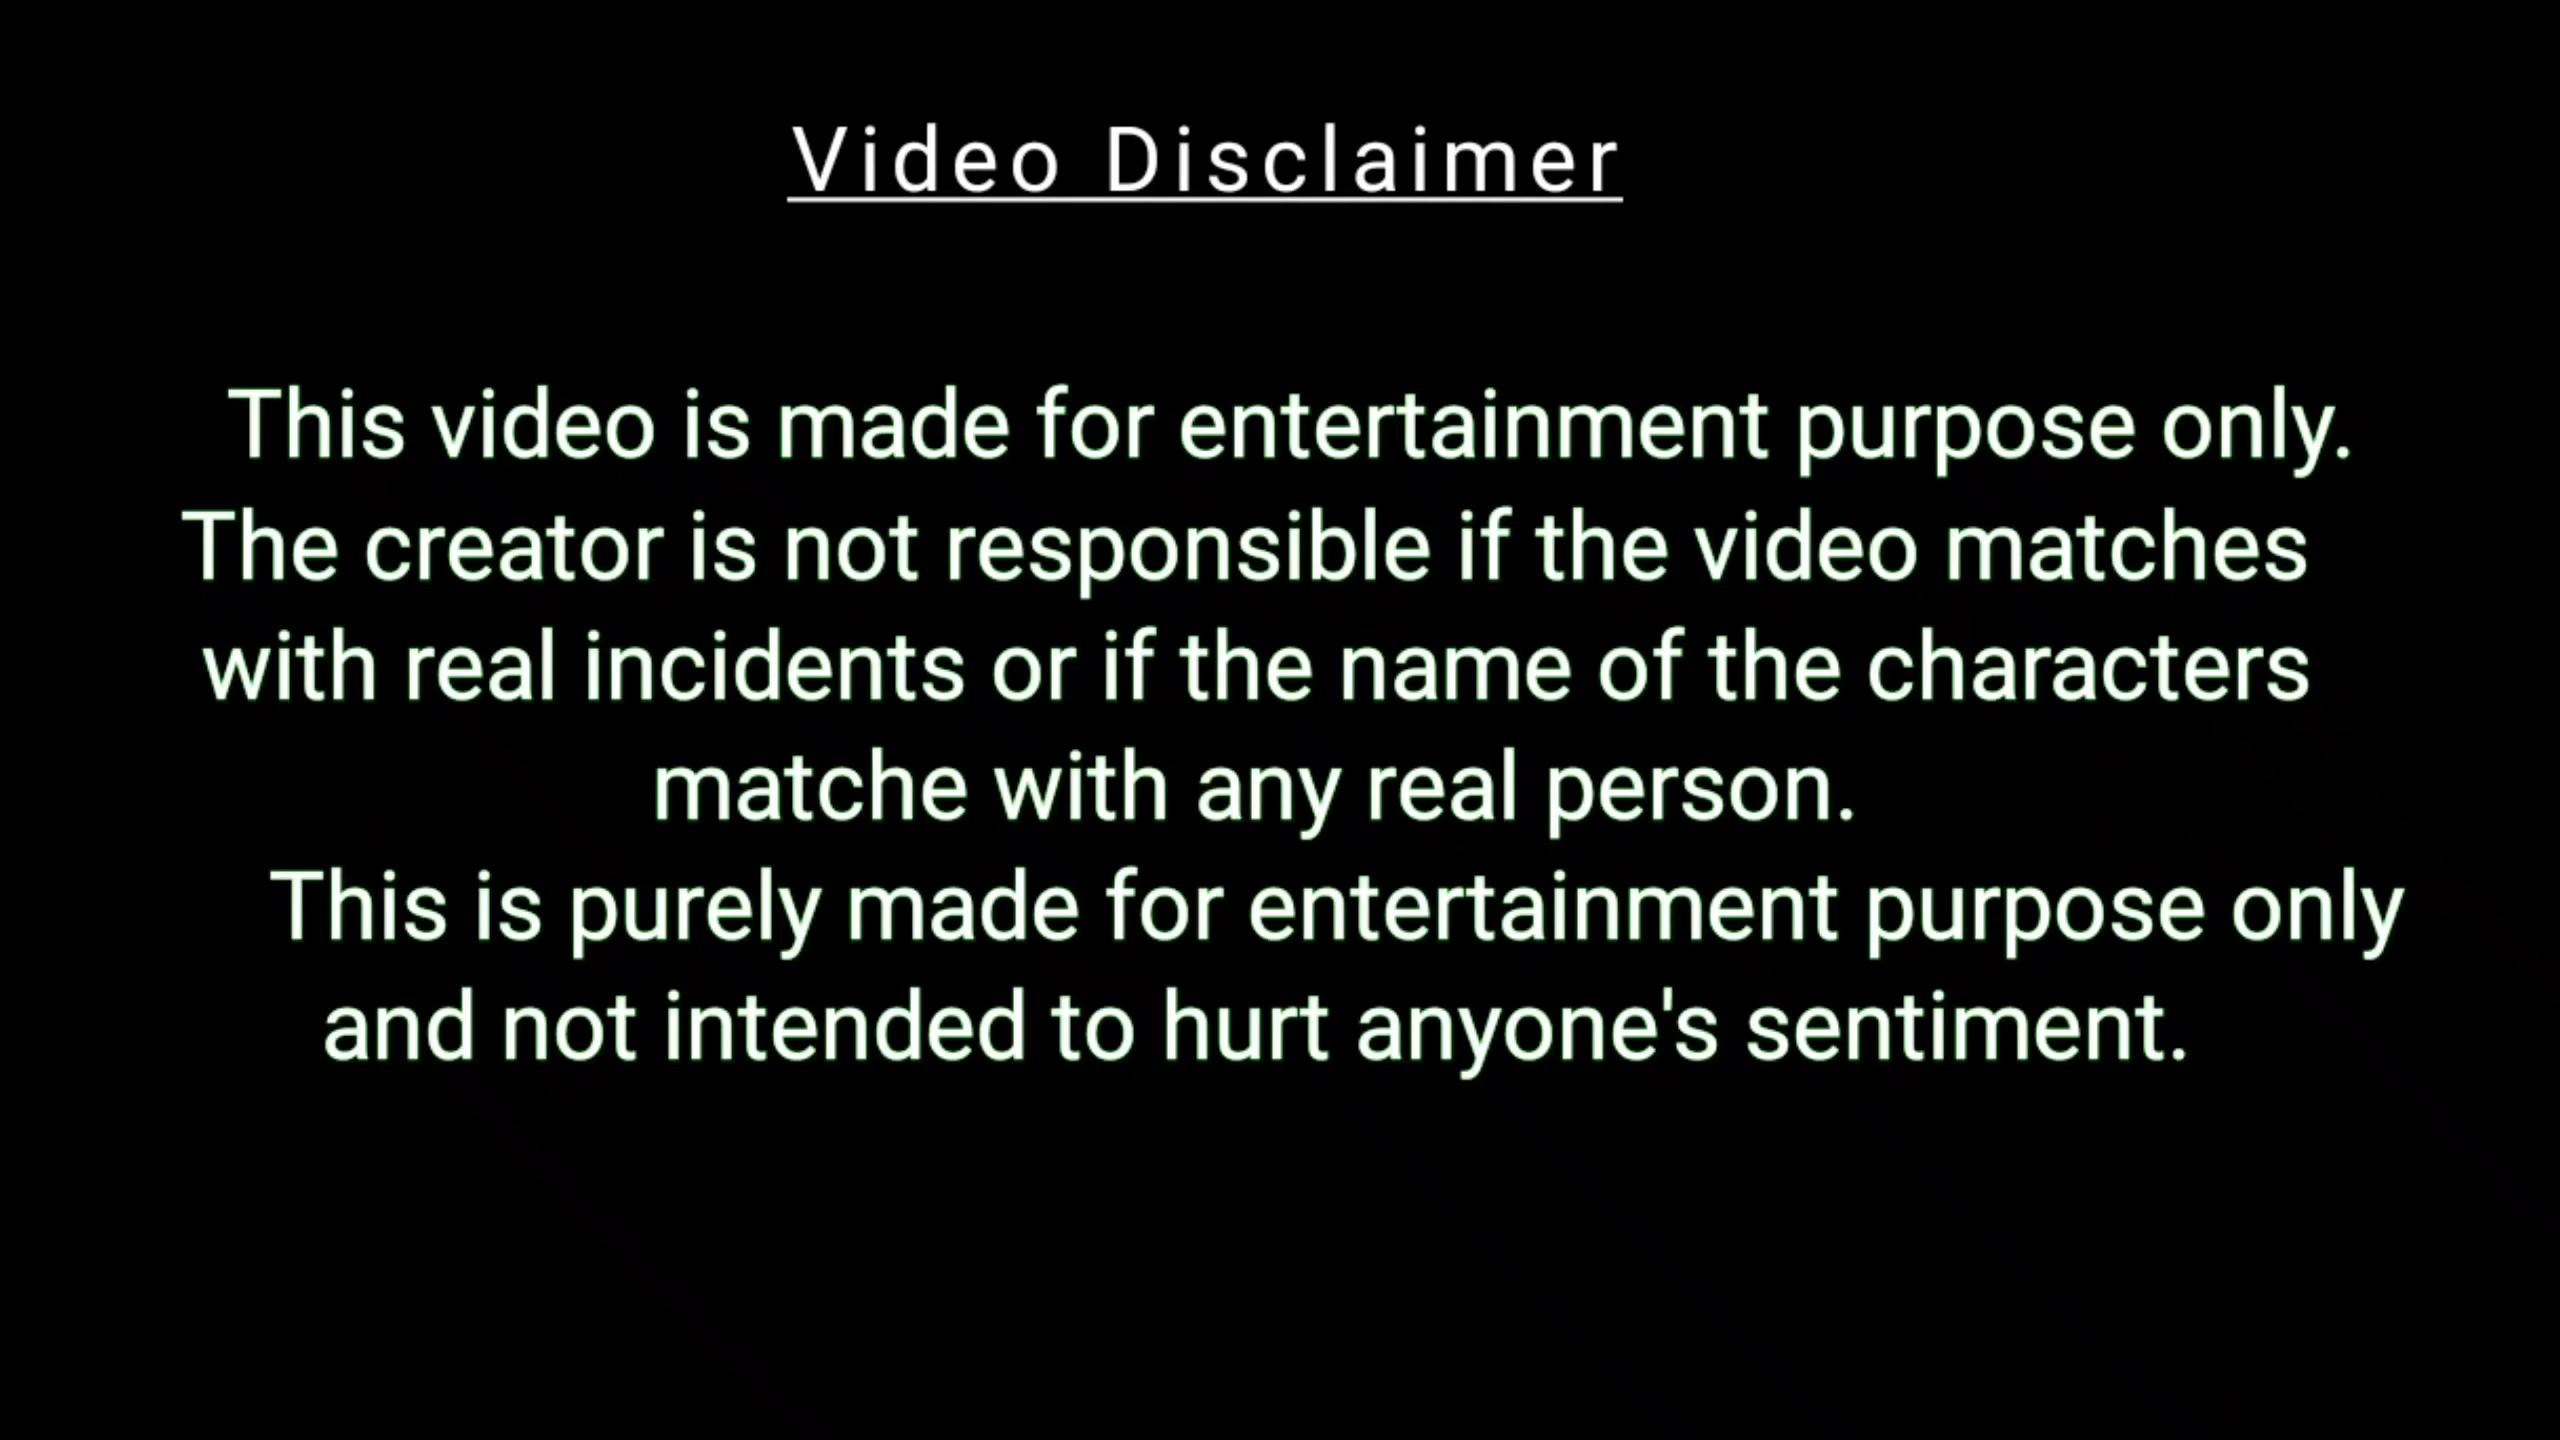 Video Disclaimer
This video is made for entertainment purpose only.
The creator is not responsible if the video matches
with real incidents or if the name of the characters
matche with any real person.
This is purely made for entertainment purpose only
and not intended to hurt anyone's sentiment.